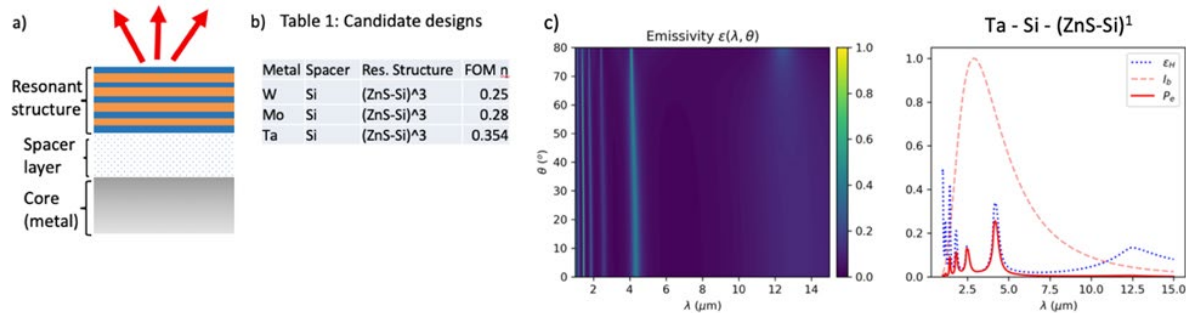 a)
Resonant
structure
Spacer
layer
Core
(metal)
b) Table 1: Candidate designs
Metal Spacer Res. Structure FOM η
W Si (ZnS-Si)^3 0.25
Mo Si (ZnS-Si)^3 0.28
Ta Si (ZnS-Si)^3 0.354
c)
Emissivity ε(λ, θ)
80
70
60
50
40
30
20
10
0
θ (°)
2 4 6 8 10 12 14
λ (μm)
1.0
0.8
0.6
0.4
0.2
0.0
Ta - Si - (ZnS-Si)¹
1.0
0.8
0.6
0.4
0.2
0.0
2.5 5.0 7.5 10.0 12.5 15.0
λ (μm)
ε_H
I_b
P_e